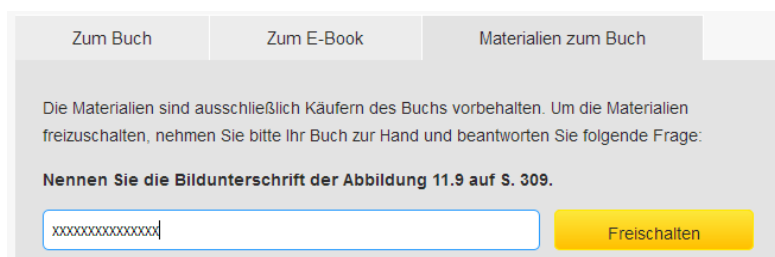 Zum Buch Zum E-Book Materialien zum Buch
Die Materialien sind ausschließlich Käufern des Buchs vorbehalten. Um die Materialien
freizuschalten, nehmen Sie bitte Ihr Buch zur Hand und beantworten Sie folgende Frage:
Nennen Sie die Bildunterschrift der Abbildung 11.9 auf S. 309.
xxxxxxxxxxxxxxx Freischalten